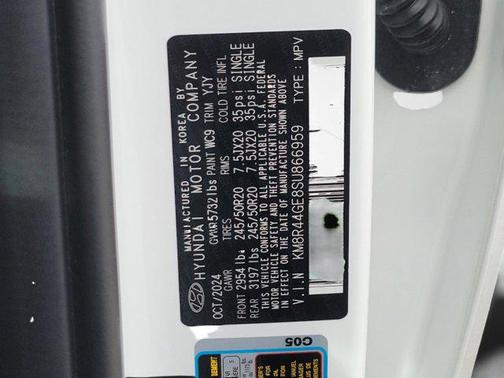 MANUFACTURED IN KOREA BY
HYUNDAI MOTOR COMPANY
OCT/2024 GVWR 5732 lbs PAINT WC9 TRIM YJY
GAWR TIRES RIMS COLD TIRE INFL
FRONT 2954 lbs 245/50R20 7.5JX20 35psi SINGLE
REAR 3197 lbs 245/50R20 7.5JX20 35psi SINGLE
THIS VEHICLE CONFORMS TO ALL APPLICABLE U.S.A. FEDERAL
MOTOR VEHICLE SAFETY AND THEFT PREVENTION STANDARDS
IN EFFECT ON THE DATE OF MANUFACTURE SHOWN ABOVE
V.I.N KM8R44GE8SU866959 TYPE : MPV
C05